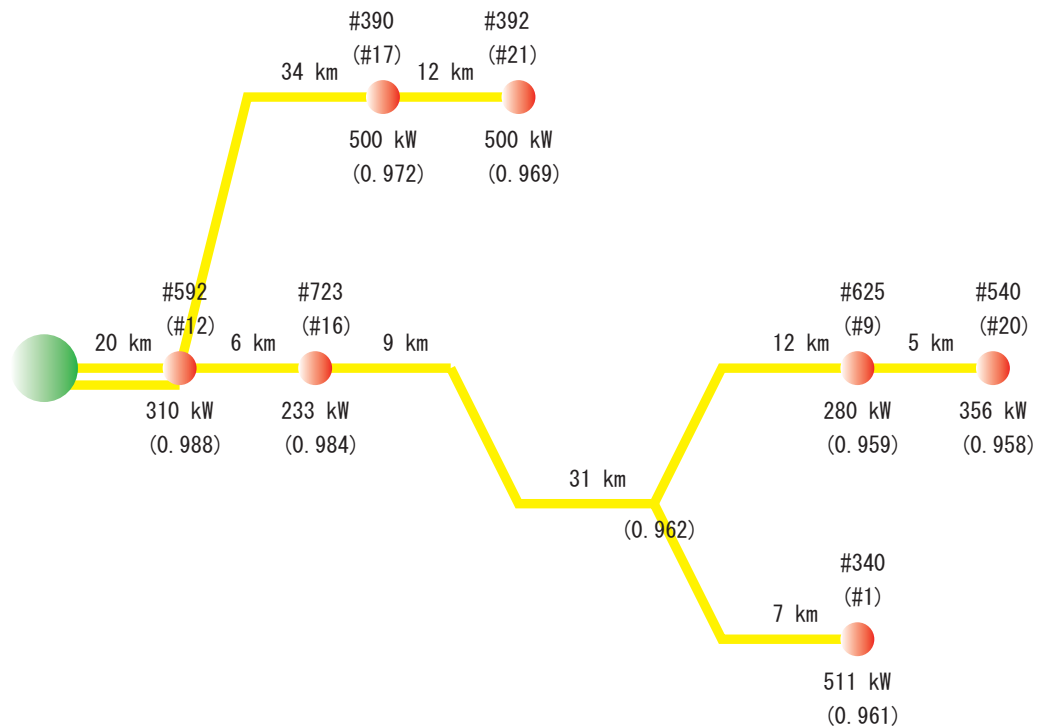 #390
(#17)
#392
(#21)
34 km
12 km
500 kW
(0.972)
500 kW
(0.969)
#592
(#12)
#723
(#16)
#625
(#9)
#540
(#20)
20 km
6 km
9 km
12 km
5 km
310 kW
(0.988)
233 kW
(0.984)
280 kW
(0.959)
356 kW
(0.958)
31 km
(0.962)
#340
(#1)
7 km
511 kW
(0.961)